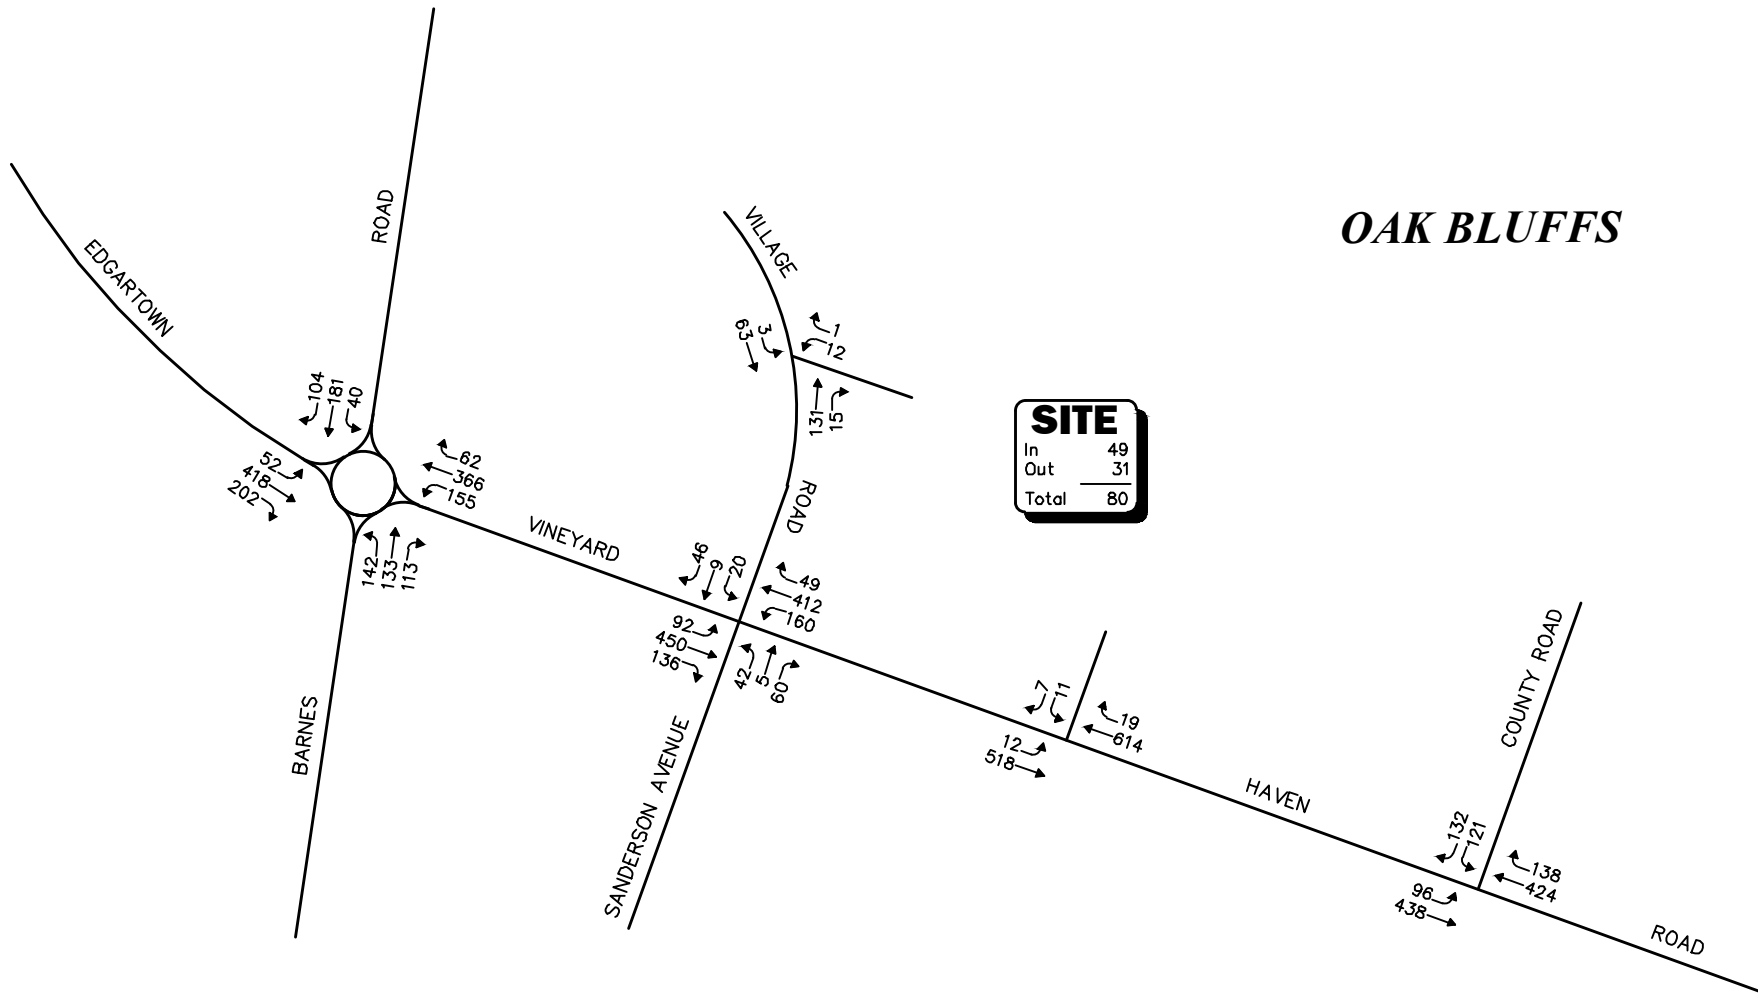 OAK BLUFFS
ROAD
EDGARTOWN
VILLAGE
3
63
1
12
131
15
SITE
In 49
Out 31
Total 80
104
181
40
52
418
202
62
366
155
142
133
113
VINEYARD
ROAD
46
9
20
49
412
160
92
450
136
42
5
60
BARNES
SANDERSON AVENUE
7
11
19
614
12
518
HAVEN
COUNTY ROAD
132
121
138
424
96
438
ROAD